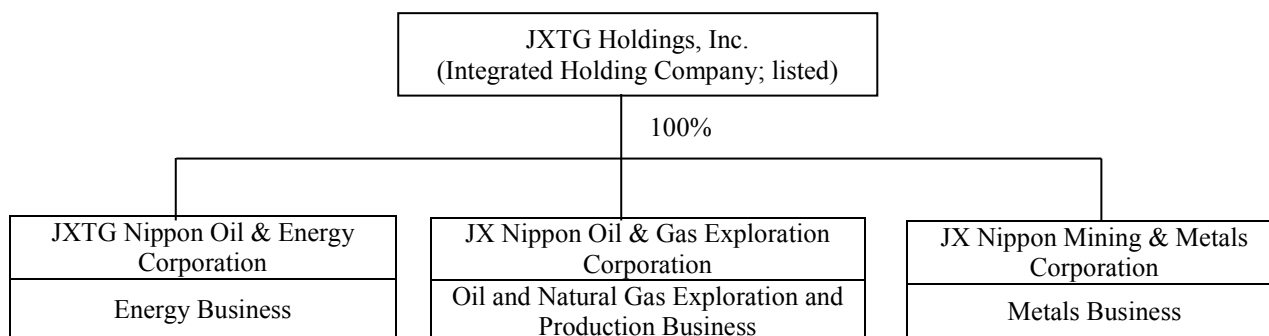 JXTG Holdings, Inc.
(Integrated Holding Company; listed)
100%
JXTG Nippon Oil & Energy
Corporation
Energy Business
JX Nippon Oil & Gas Exploration
Corporation
Oil and Natural Gas Exploration and
Production Business
JX Nippon Mining & Metals
Corporation
Metals Business